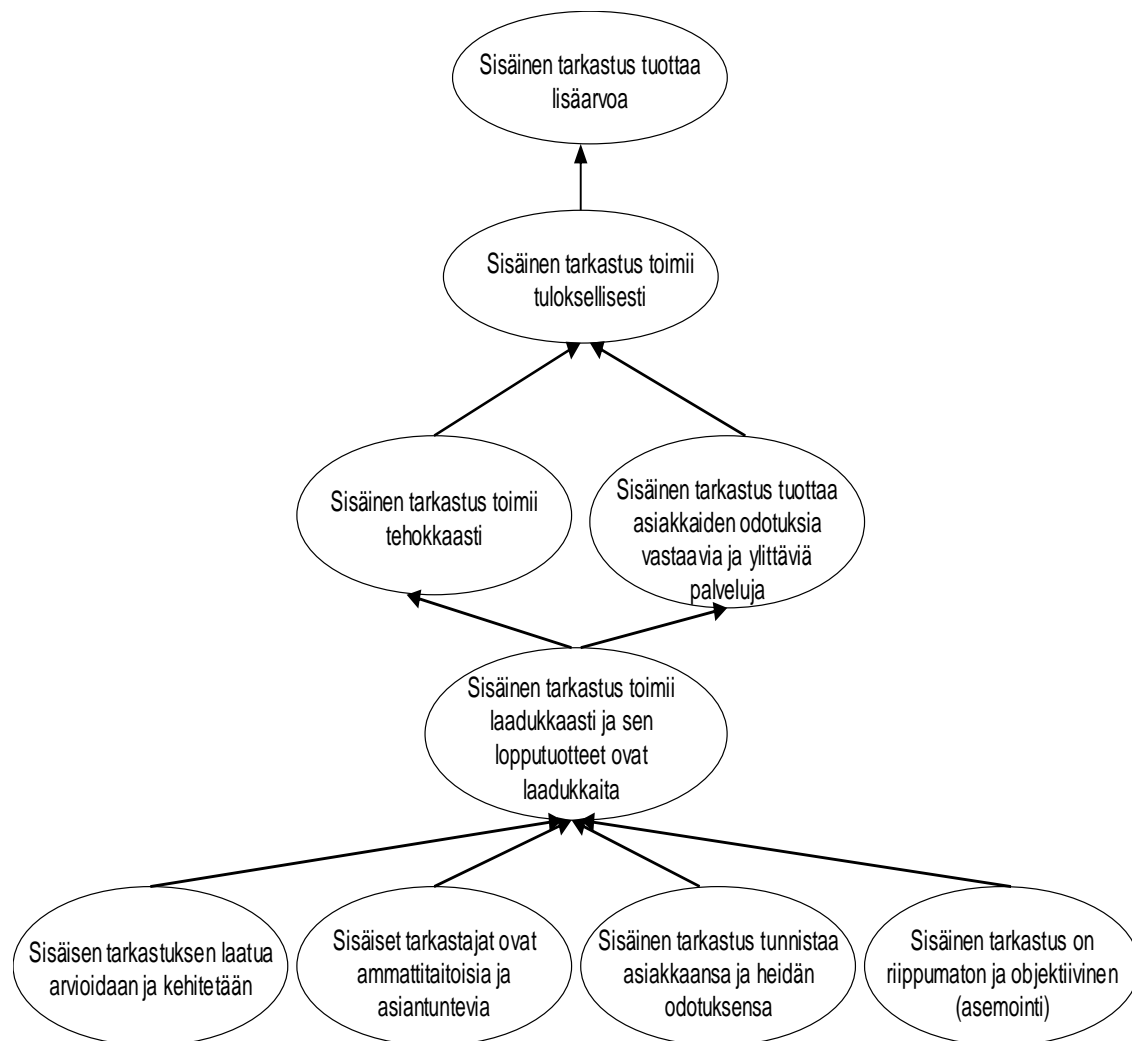 Sisäinen tarkastus tuottaa
lisäarvoa
Sisäinen tarkastus toimii
tuloksellisesti
Sisäinen tarkastus toimii
tehokkaasti
Sisäinen tarkastus tuottaa
asiakkaiden odotuksia
vastaavia ja ylittäviä
palveluja
Sisäinen tarkastus toimii
laadukkaasti ja sen
lopputuotteet ovat
laadukkaita
Sisäisen tarkastuksen laatua
arvioidaan ja kehitetään
Sisäiset tarkastajat ovat
ammattitaitoisia ja
asiantuntevia
Sisäinen tarkastus tunnistaa
asiakkaansa ja heidän
odotuksensa
Sisäinen tarkastus on
riippumaton ja objektiivinen
(asemointi)